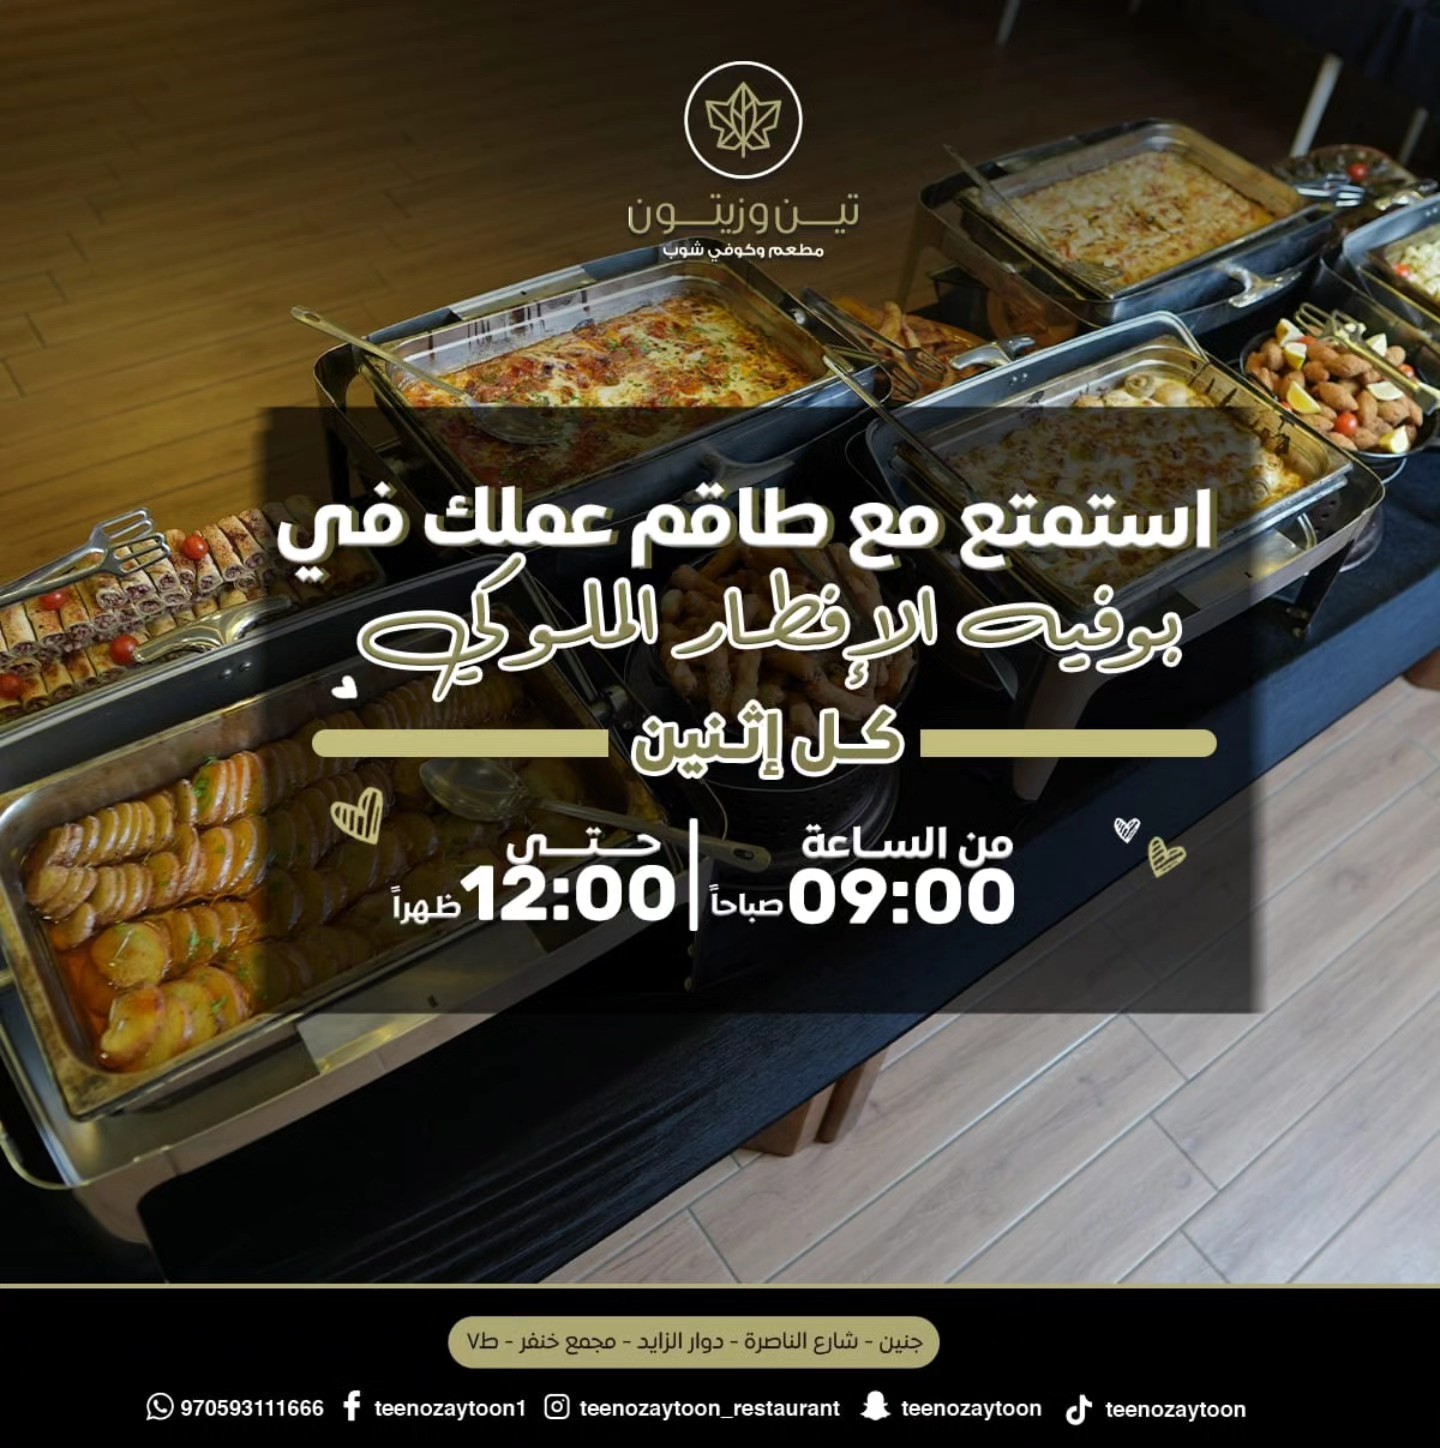 تين وزيتون
مطعم وكوفي شوب
استمتع مع طاقم عملك في
بوفيه الإفطار الملوكي
كل إثنين
من الساعة
09:00 صباحاً
حتى
12:00 ظهراً
جنين - شارع الناصرة - دوار الزايد - مجمع خنفر - ط٧
970593111666 teenozaytoon1 teenozaytoon_restaurant teenozaytoon teenozaytoon